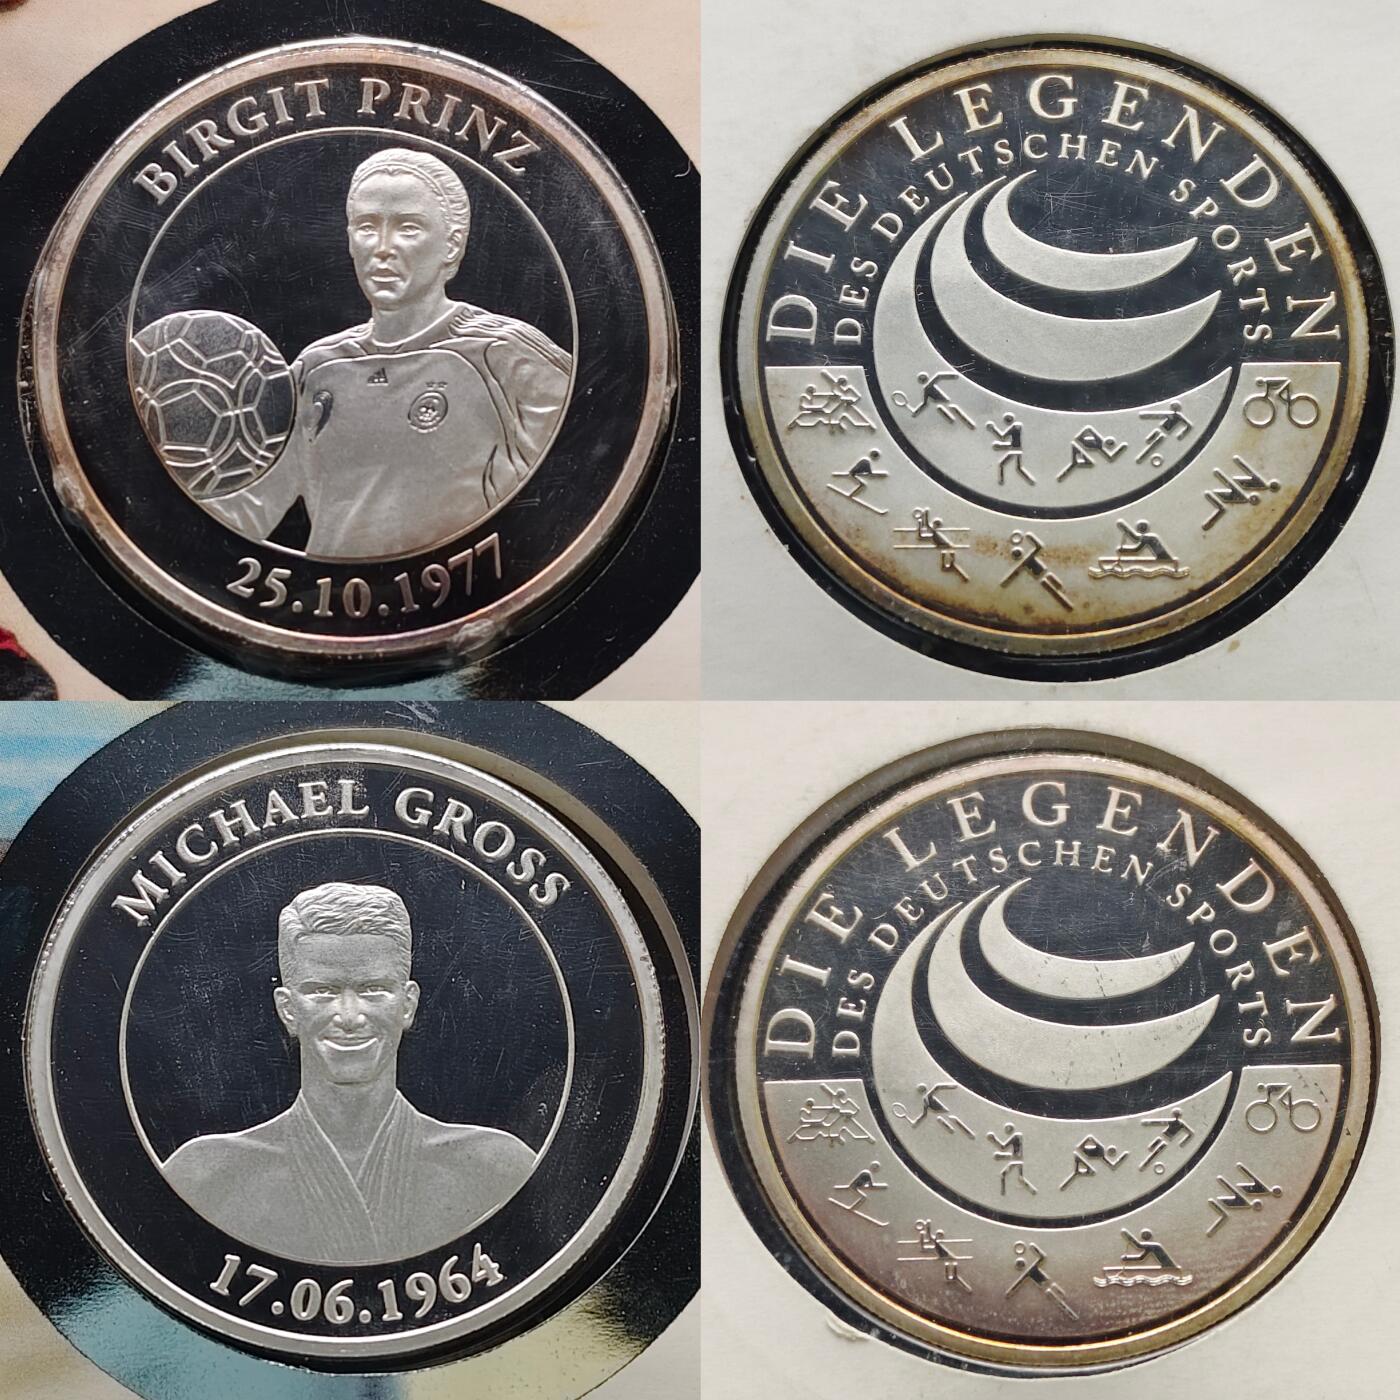 BIRGIT PRINZ
25.10.1977
DIE LEGENDEN
DES DEUTSCHEN SPORTS
MICHAEL GROSS
17.06.1964
DIE LEGENDEN
DES DEUTSCHEN SPORTS